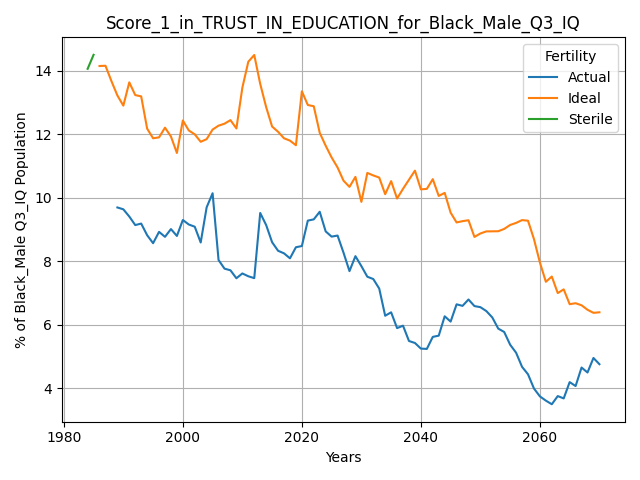 Score_1_in_TRUST_IN_EDUCATION_for_Black_Male_Q3_IQ
Fertility
Actual
Ideal
Sterile
% of Black_Male Q3_IQ Population
14
12
10
8
6
4
1980
2000
2020
2040
2060
Years